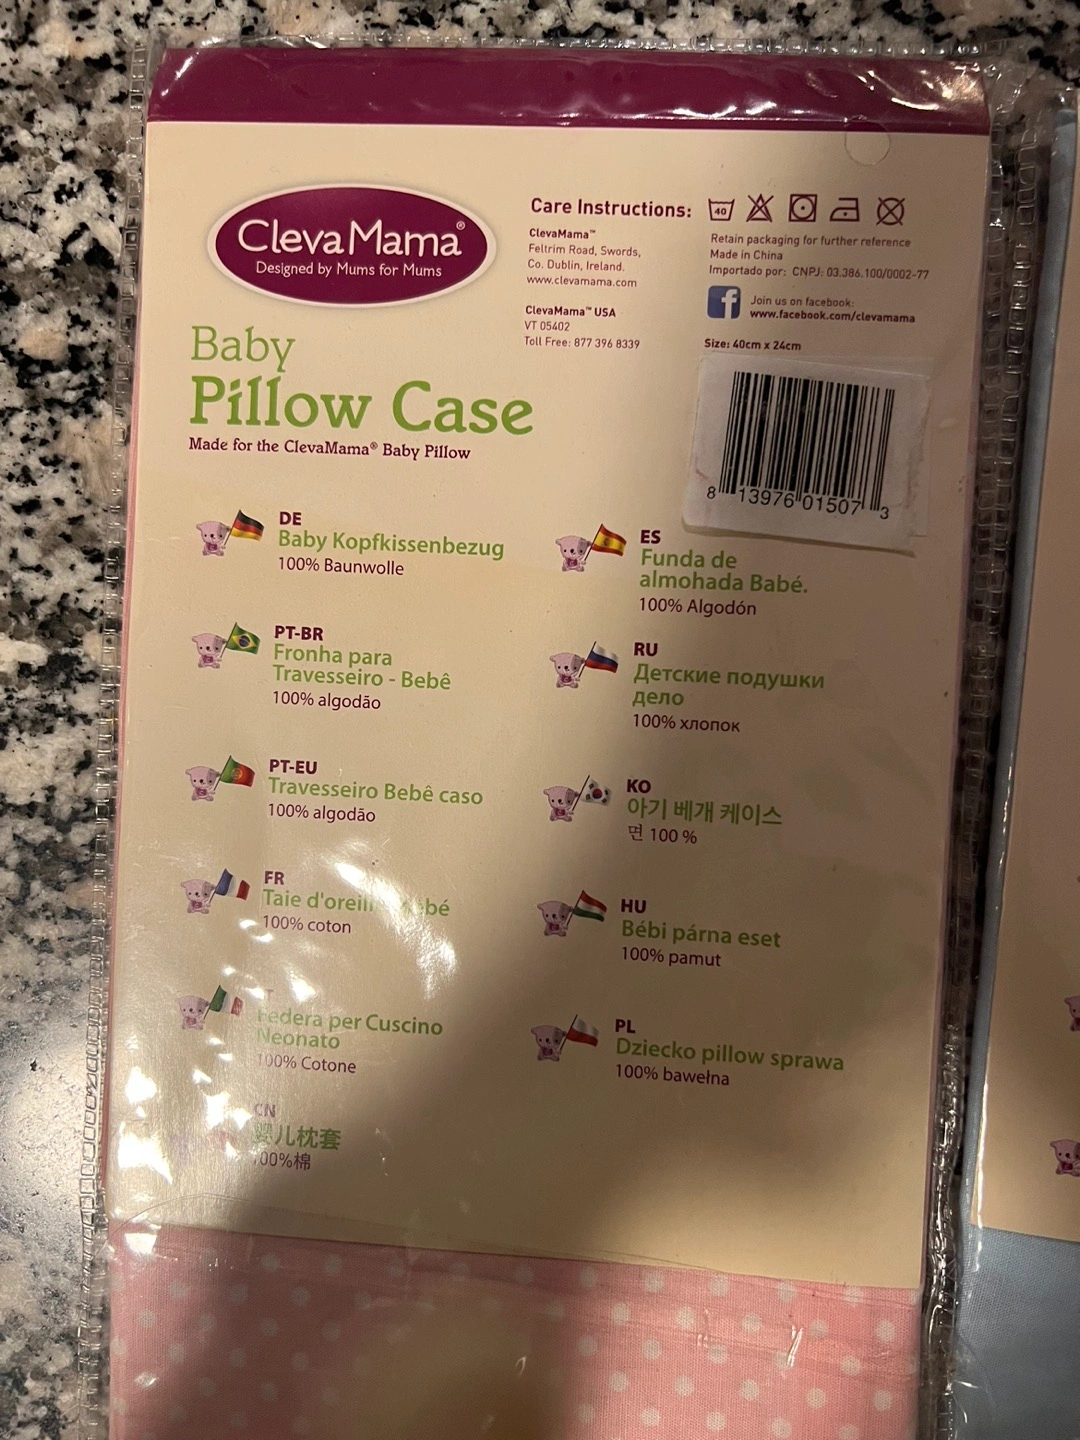 ClevaMama®
Designed by Mums for Mums
Care Instructions:
40
ClevaMama™
Feltrim Road, Swords,
Co. Dublin, Ireland.
www.clevamama.com
ClevaMama™ USA
VT 05402
Toll Free: 877 396 8339
Retain packaging for further reference
Made in China
Importado por: CNPJ: 03.386.100/0002-77
f
Join us on facebook:
www.facebook.com/clevamama
Size: 40cm x 24cm
8 13976 01507 3
Baby
Pillow Case
Made for the ClevaMama® Baby Pillow
DE
Baby Kopfkissenbezug
100% Baunwolle
PT-BR
Fronha para
Travesseiro - Bebê
100% algodão
PT-EU
Travesseiro Bebê caso
100% algodão
FR
Taie d'oreill
100% coton
Federa per Cuscino
Neonato
100% Cotone
CN
婴儿枕套
100%棉
ES
Funda de
almohada Babé.
100% Algodón
RU
Детские подушки
дело
100% хлопок
KO
아기 베개 케이스
면 100 %
HU
Bébi párna eset
100% pamut
PL
Dziecko pillow sprawa
100% bawełna